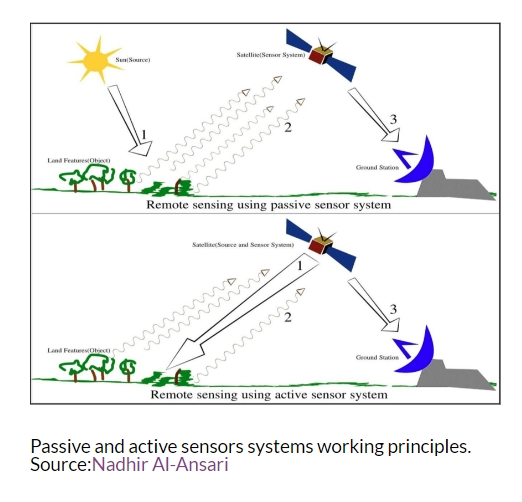 Sun(Source)
Satellite(Sensor System)
1
2
3
Land Features(Object)
Ground Station
Remote sensing using passive sensor system
Satellite(Source and Sensor System)
1
2
3
Land Features(Object)
Ground Station
Remote sensing using active sensor system
Passive and active sensors systems working principles.
Source:Nadhir Al-Ansari